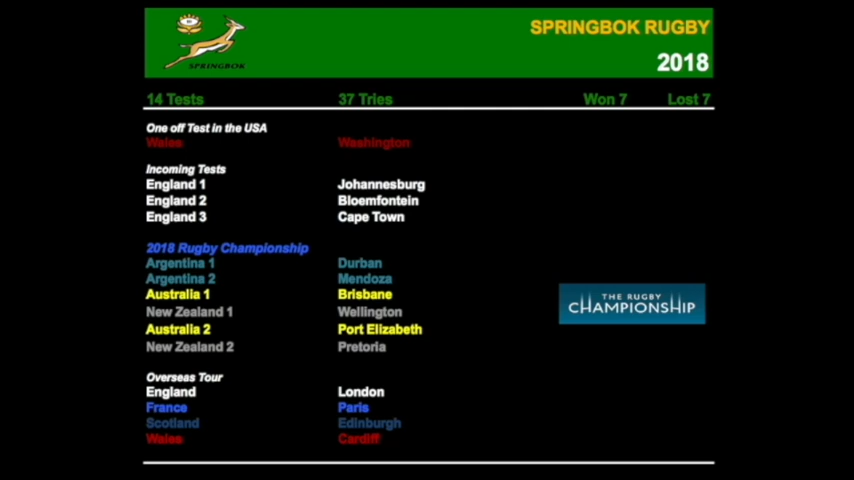 SPRINGBOK
SPRINGBOK RUGBY
2018
14 Tests 37 Tries Won 7 Lost 7
One off Test in the USA
Wales Washington
Incoming Tests
England 1 Johannesburg
England 2 Bloemfontein
England 3 Cape Town
2018 Rugby Championship
Argentina 1 Durban
Argentina 2 Mendoza
Australia 1 Brisbane
New Zealand 1 Wellington
Australia 2 Port Elizabeth
New Zealand 2 Pretoria
THE RUGBY
CHAMPIONSHIP
Overseas Tour
England London
France Paris
Scotland Edinburgh
Wales Cardiff